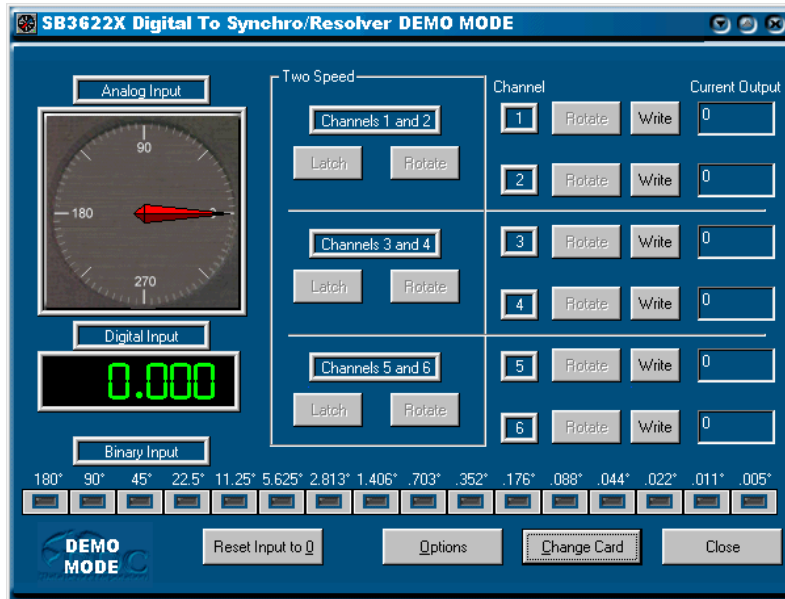 SB3622X Digital To Synchro/Resolver DEMO MODE
Analog Input
90
180
0
270
Digital Input
0.000
Two Speed
Channels 1 and 2
Latch Rotate
Channels 3 and 4
Latch Rotate
Channels 5 and 6
Latch Rotate
Channel Current Output
1 Rotate Write 0
2 Rotate Write 0
3 Rotate Write 0
4 Rotate Write 0
5 Rotate Write 0
6 Rotate Write 0
Binary Input
180° 90° 45° 22.5° 11.25° 5.625° 2.813° 1.406° .703° .352° .176° .088° .044° .022° .011° .005°
DEMO
MODE
Reset Input to 0 Options Change Card Close